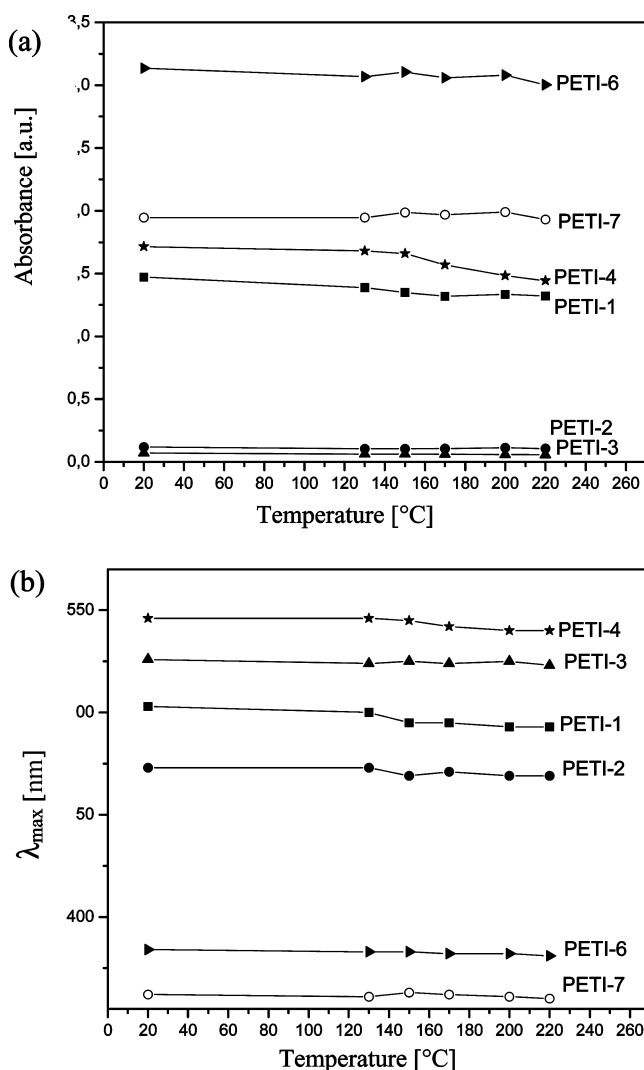 (a)
3,5
,0
,5
,0
,5
,0
0,5
0,0
Absorbance [a.u.]
PETI-6
PETI-7
PETI-4
PETI-1
PETI-2
PETI-3
0 20 40 60 80 100 120 140 160 180 200 220 240 260
Temperature [°C]
(b)
550
00
50
400
λmax [nm]
PETI-4
PETI-3
PETI-1
PETI-2
PETI-6
PETI-7
0 20 40 60 80 100 120 140 160 180 200 220 240 260
Temperature [°C]